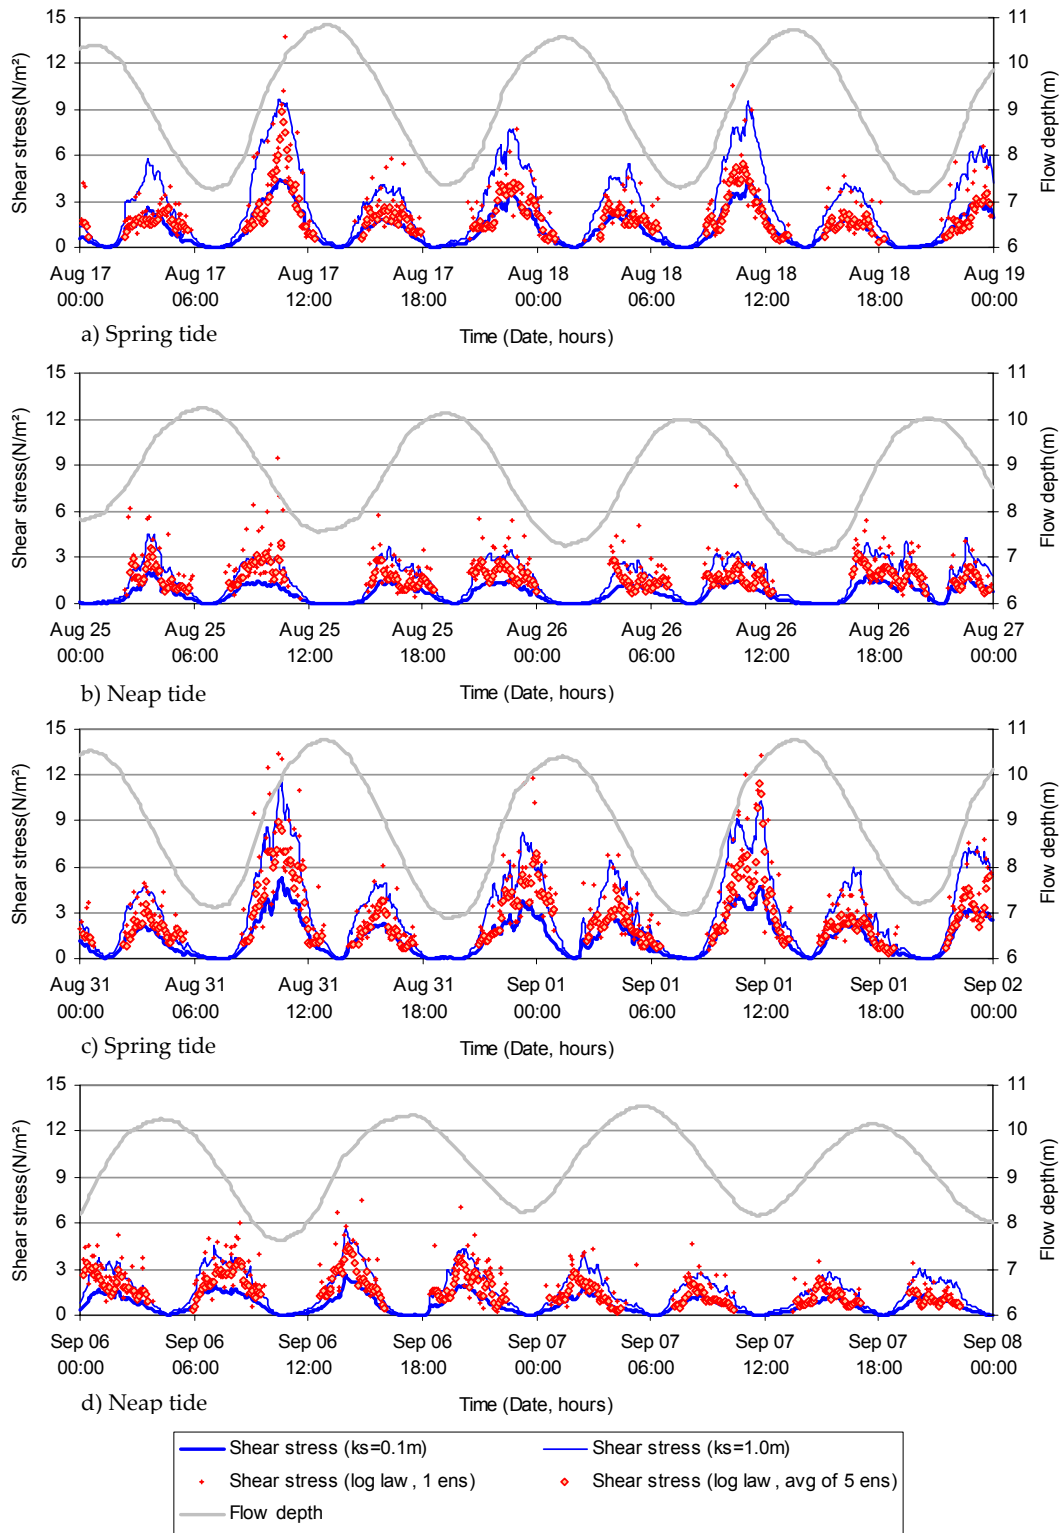 15 12 9 6 3 0
Shear stress(N/m²)
11 10 9 8 7 6
Flow depth(m)
Aug 17 Aug 17 Aug 17 Aug 17 Aug 18 Aug 18 Aug 18 Aug 18 Aug 19
00:00 06:00 12:00 18:00 00:00 06:00 12:00 18:00 00:00
a) Spring tide
Time (Date, hours)
15 12 9 6 3 0
Shear stress(N/m²)
11 10 9 8 7 6
Flow depth(m)
Aug 25 Aug 25 Aug 25 Aug 25 Aug 26 Aug 26 Aug 26 Aug 26 Aug 27
00:00 06:00 12:00 18:00 00:00 06:00 12:00 18:00 00:00
b) Neap tide
Time (Date, hours)
15 12 9 6 3 0
Shear stress(N/m²)
11 10 9 8 7 6
Flow depth(m)
Aug 31 Aug 31 Aug 31 Aug 31 Sep 01 Sep 01 Sep 01 Sep 01 Sep 02
00:00 06:00 12:00 18:00 00:00 06:00 12:00 18:00 00:00
c) Spring tide
Time (Date, hours)
15 12 9 6 3 0
Shear stress(N/m²)
11 10 9 8 7 6
Flow depth(m)
Sep 06 Sep 06 Sep 06 Sep 06 Sep 07 Sep 07 Sep 07 Sep 07 Sep 08
00:00 06:00 12:00 18:00 00:00 06:00 12:00 18:00 00:00
d) Neap tide
Time (Date, hours)
Shear stress (ks=0.1m) Shear stress (ks=1.0m)
Shear stress (log law, 1 ens) Shear stress (log law, avg of 5 ens)
Flow depth